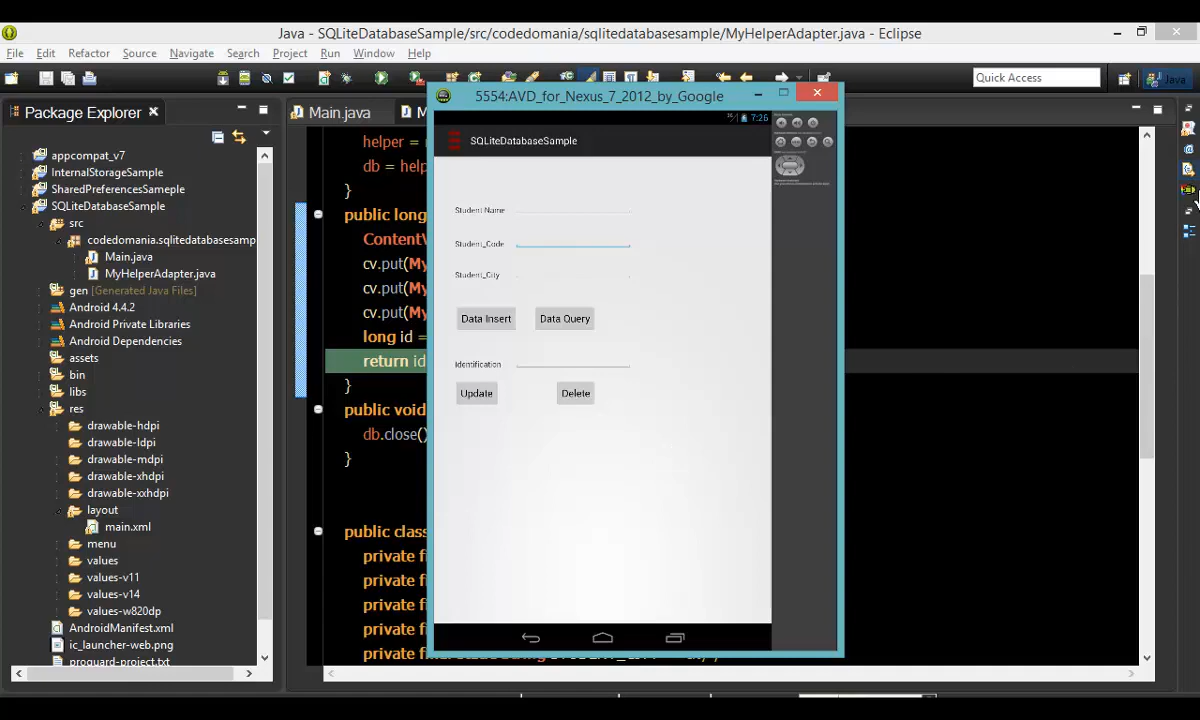 Java - SQLiteDatabaseSample/src/codedomania/sqlitedatabasesample/MyHelperAdapter.java - Eclipse
File Edit Refactor Source Navigate Search Project Run Window Help
Quick Access
Java
Package Explorer
Main.java
M
appcompat_v7
InternalStorageSample
SharedPreferencesSameple
SQLiteDatabaseSample
src
codedomania.sqlitedatabasesamp
Main.java
MyHelperAdapter.java
gen [Generated Java Files]
Android 4.4.2
Android Private Libraries
Android Dependencies
assets
bin
libs
res
drawable-hdpi
drawable-ldpi
drawable-mdpi
drawable-xhdpi
drawable-xxhdpi
layout
main.xml
menu
values
values-v11
values-v14
values-w820dp
AndroidManifest.xml
ic_launcher-web.png
proguard-project.txt
helper =
db = help
}
public long
ContentV
cv.put(My
cv.put(My
cv.put(My
long id =
return id
}
public void
db.close()
}
public class
private fi
private fi
private fi
private fi
5554:AVD_for_Nexus_7_2012_by_Google
7:26
SQLiteDatabaseSample
Student Name
Student_Code
Student_City
Data Insert
Data Query
Identification
Update
Delete